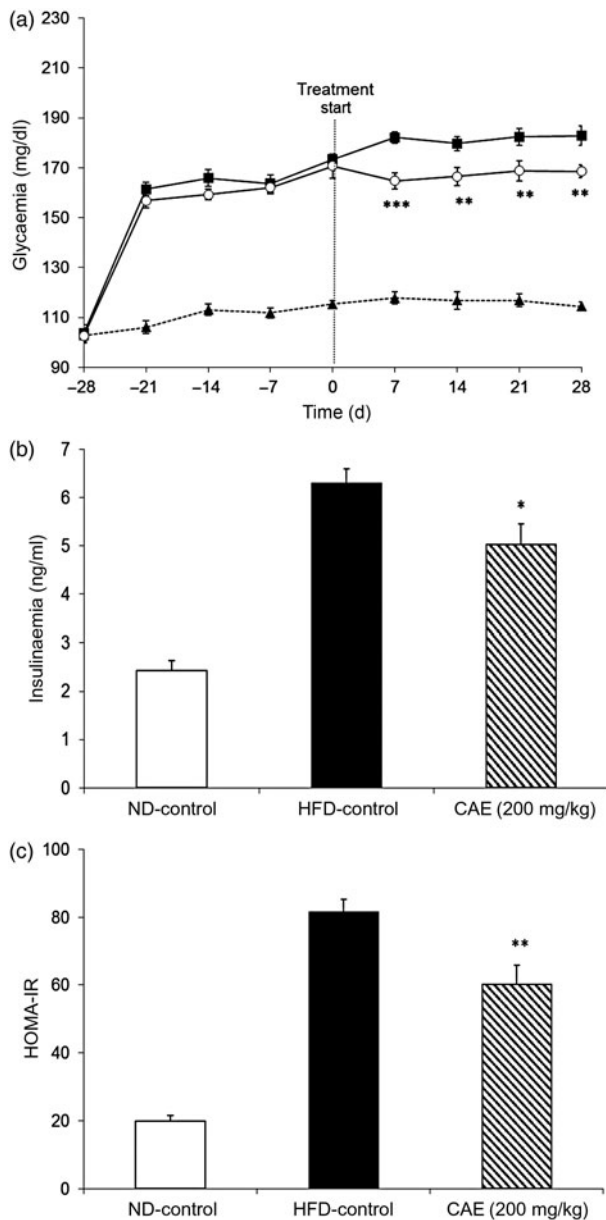 (a)
230
210
190
170
150
130
110
90
Glycaemia (mg/dl)
Treatment
start
***
**
**
**
–28
–21
–14
–7
0
7
14
21
28
Time (d)
(b)
7
6
5
4
3
2
1
0
Insulinaemia (ng/ml)
*
ND-control
HFD-control
CAE (200 mg/kg)
(c)
100
80
60
40
20
0
HOMA-IR
**
ND-control
HFD-control
CAE (200 mg/kg)